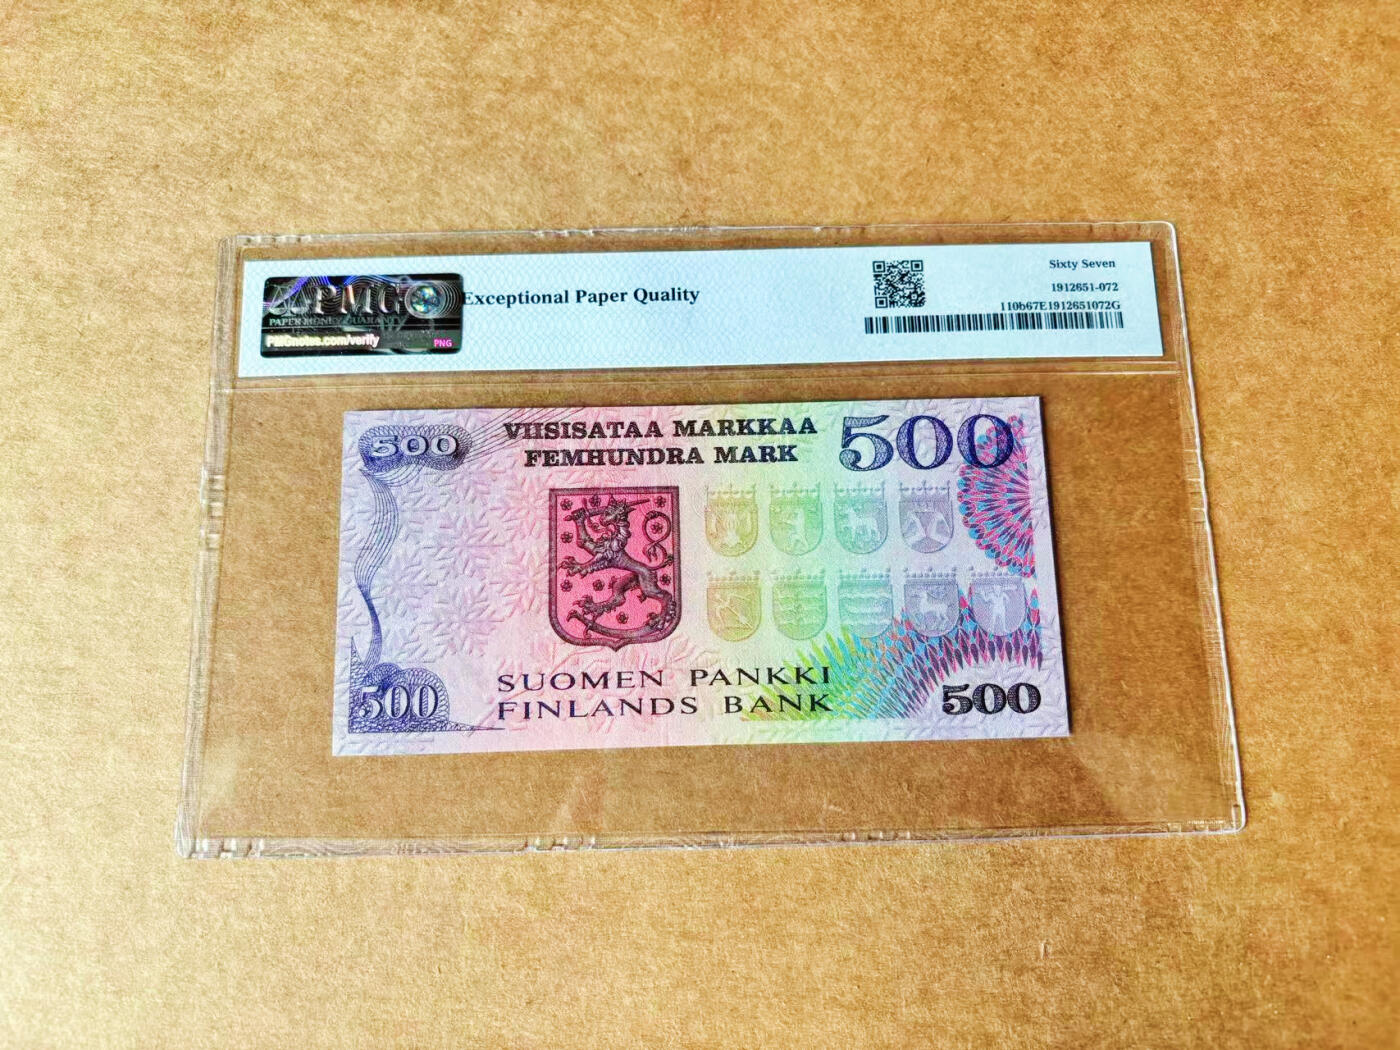 PMG
PAPER MONEY GUARANTY
PMGnotes.com/verify
PNG
Exceptional Paper Quality
Sixty Seven
1912651-072
110b67E1912651072G
500
VIISISATAA MARKKAA
FEMHUNDRA MARK
500
500
SUOMEN PANKKI
FINLANDS BANK
500